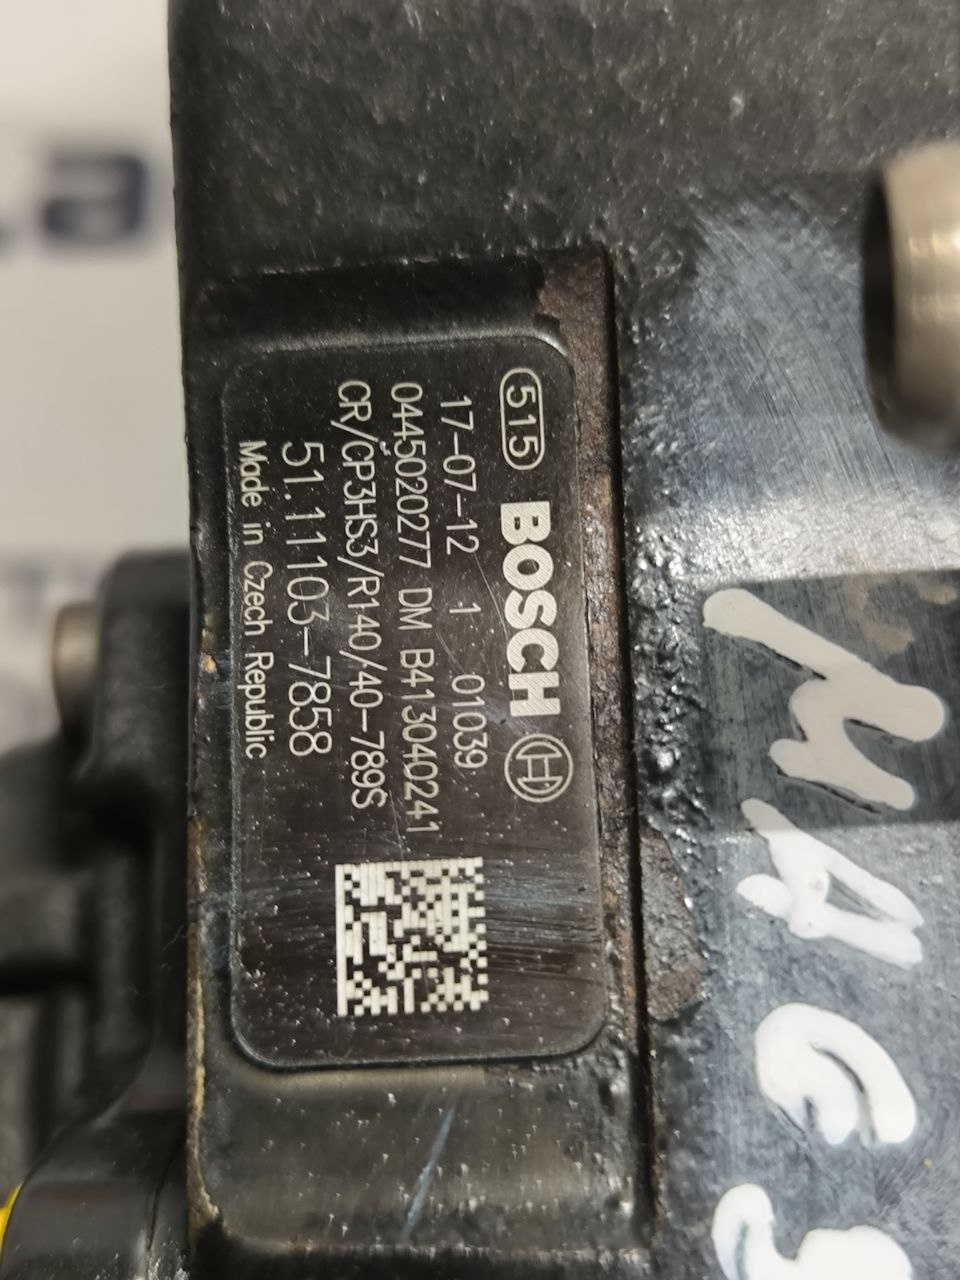 515 BOSCH
17-07-12 1 01039
0445020277 DM B413040241
CR/CP3HS3/R140/40-789S
51.11103-7858
Made in Czech Republic
.a